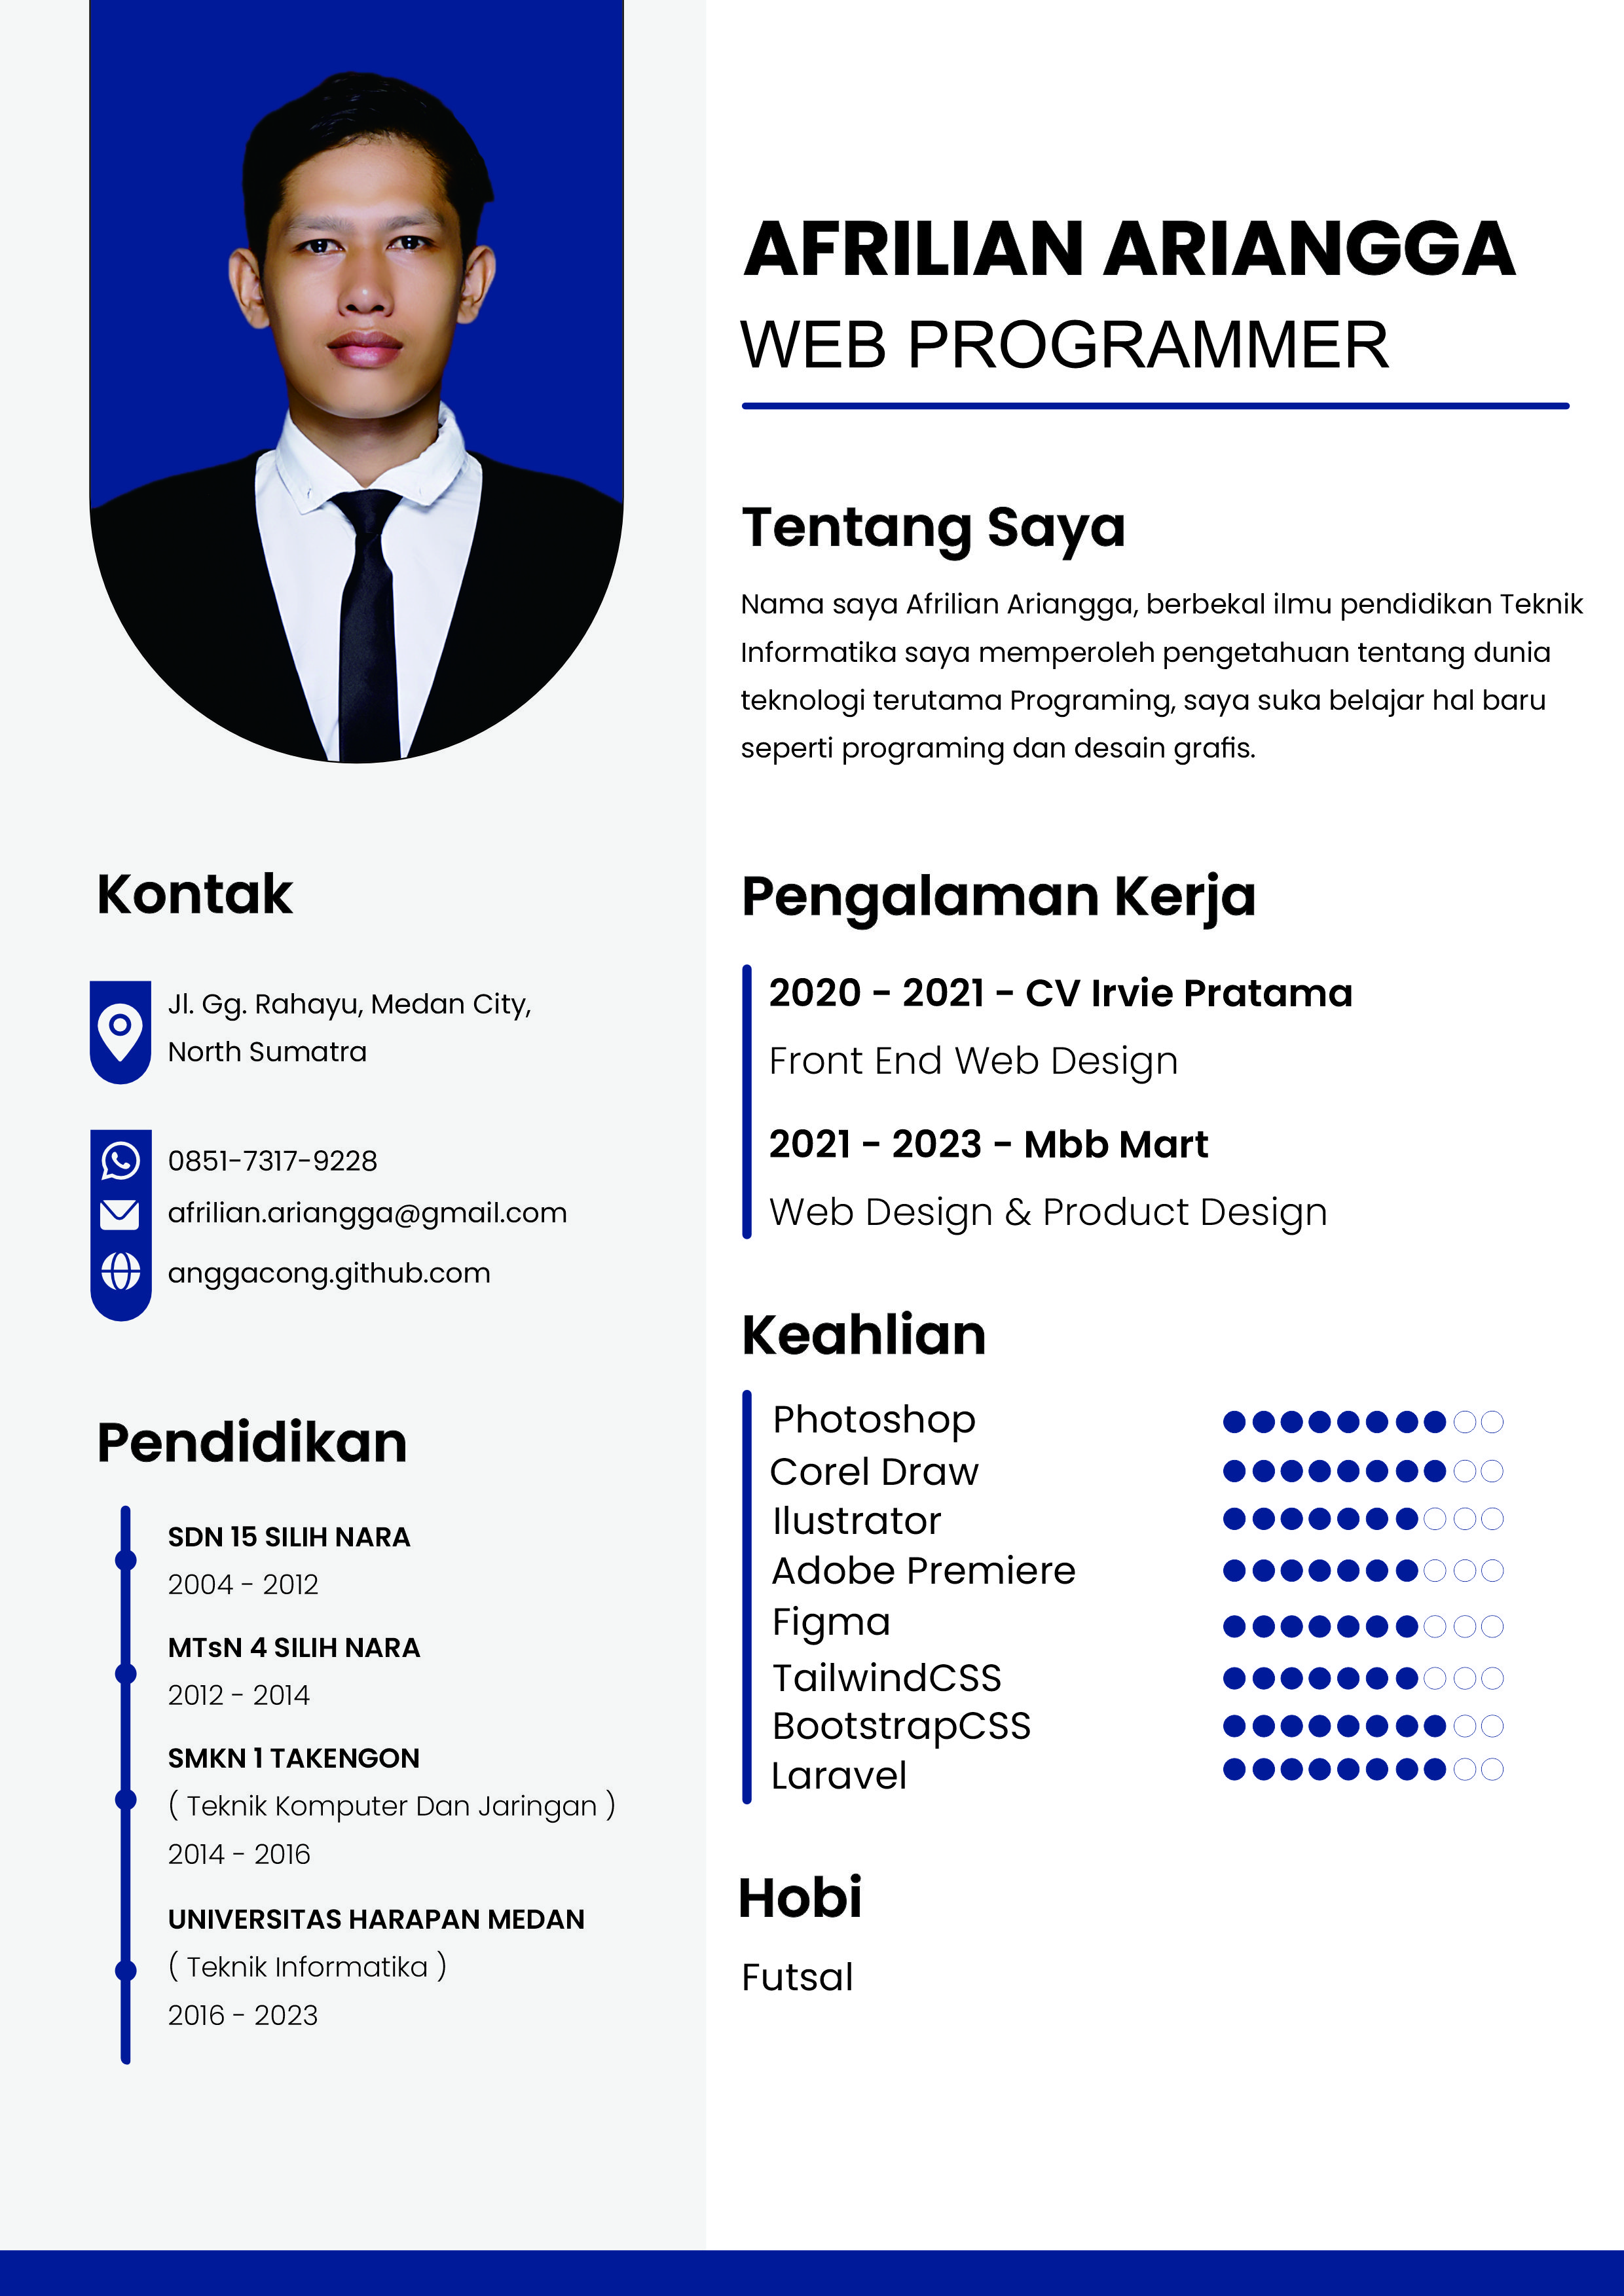 AFRILIAN ARIANGGA
WEB PROGRAMMER
Tentang Saya
Nama saya Afrilian Ariangga, berbekal ilmu pendidikan Teknik
Informatika saya memperoleh pengetahuan tentang dunia
teknologi terutama Programing, saya suka belajar hal baru
seperti programing dan desain grafis.
Kontak
Jl. Gg. Rahayu, Medan City,
North Sumatra
0851-7317-9228
afrilian.ariangga@gmail.com
anggacong.github.com
Pendidikan
SDN 15 SILIH NARA
2004 - 2012
MTsN 4 SILIH NARA
2012 - 2014
SMKN 1 TAKENGON
( Teknik Komputer Dan Jaringan )
2014 - 2016
UNIVERSITAS HARAPAN MEDAN
( Teknik Informatika )
2016 - 2023
Pengalaman Kerja
2020 - 2021 - CV Irvie Pratama
Front End Web Design
2021 - 2023 - Mbb Mart
Web Design & Product Design
Keahlian
Photoshop
Corel Draw
Ilustrator
Adobe Premiere
Figma
TailwindCSS
BootstrapCSS
Laravel
Hobi
Futsal